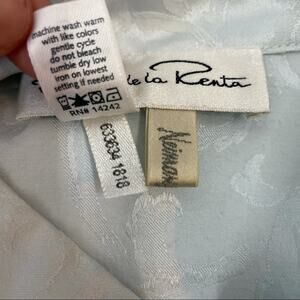 machine wash warm
with like colors
gentle cycle
do not bleach
tumble dry low
iron on lowest
setting if needed
RN# 14242
de la Renta
633634 1818
Neiman